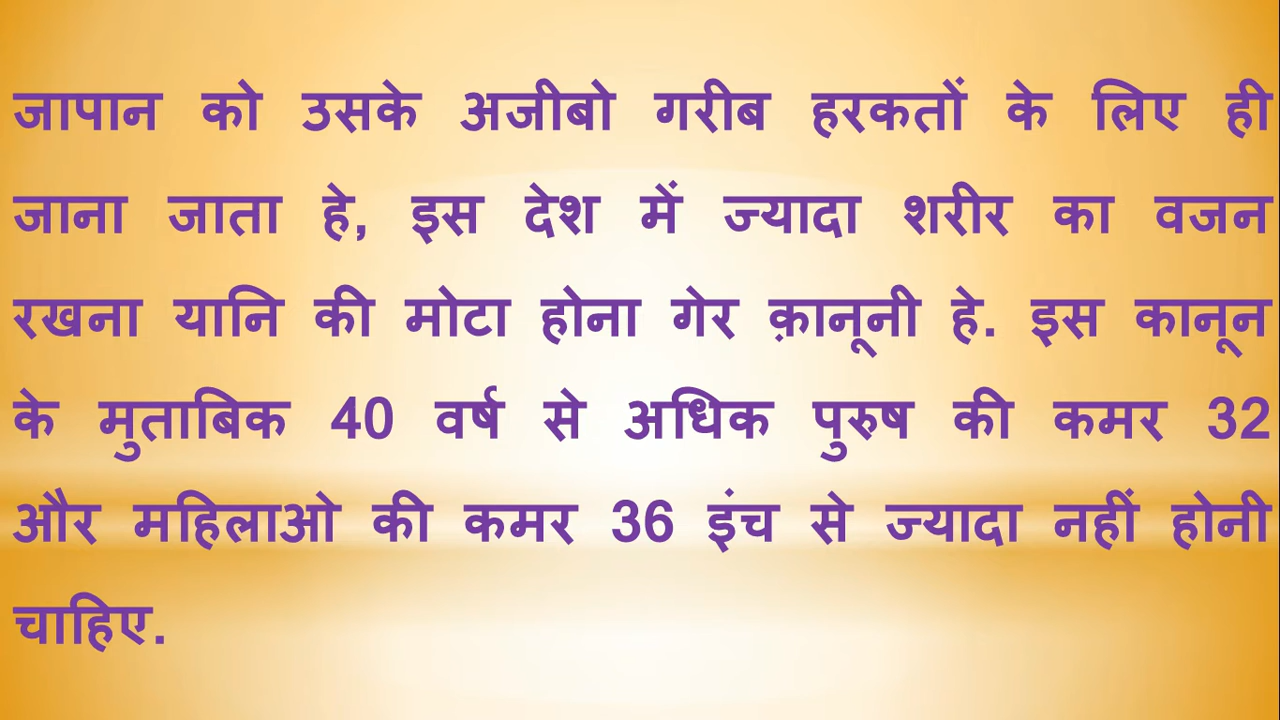 जापान को उसके अजीबो गरीब हरकतों के लिए ही
जाना जाता हे, इस देश में ज्यादा शरीर का वजन
रखना यानि की मोटा होना गेर क़ानूनी हे. इस कानून
के मुताबिक 40 वर्ष से अधिक पुरुष की कमर 32
और महिलाओ की कमर 36 इंच से ज्यादा नहीं होनी
चाहिए.